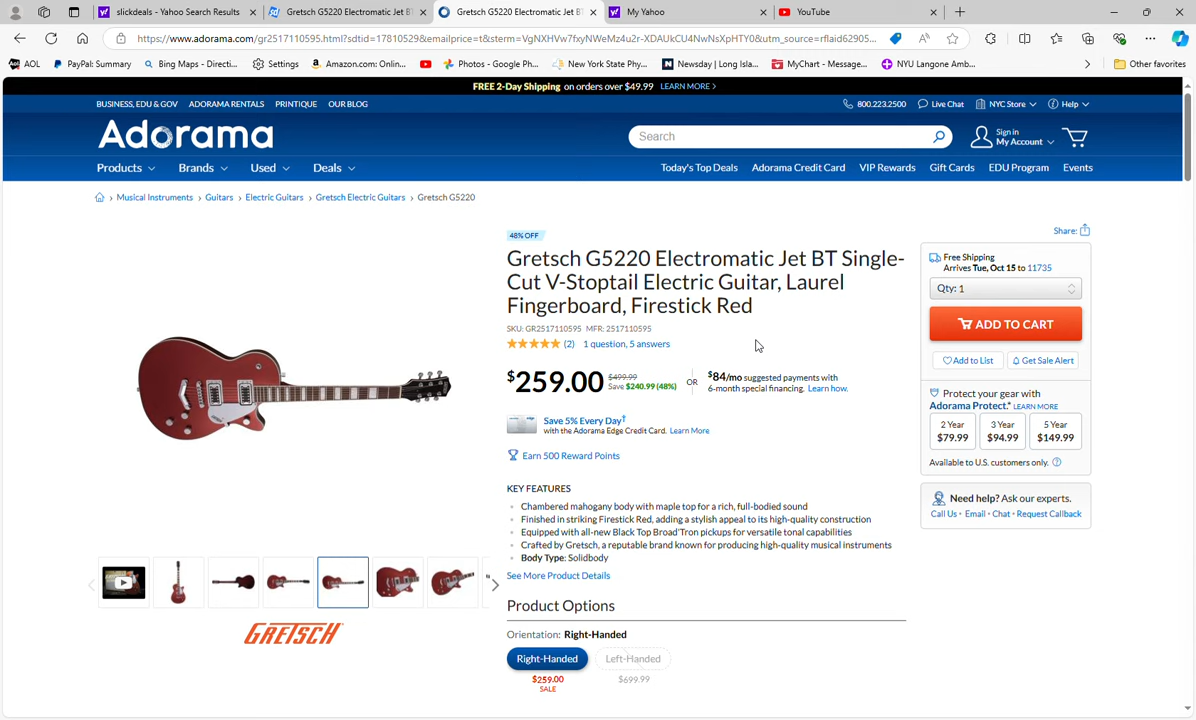 slickdeals - Yahoo Search Results
Gretsch G5220 Electromatic Jet BT
Gretsch G5220 Electromatic Jet BT
My Yahoo
YouTube
https://www.adorama.com/gr2517110595.html?sdtid=17810529&emailprice=t&sterm=VgNXHVw7fxyNWeMz4u2r-XDAUkCU4NwNsXpHTY0&utm_source=rflaid62905...
AOL
PayPal: Summary
Bing Maps - Directi...
Settings
Amazon.com: Onlin...
Photos - Google Ph...
New York State Phy...
Newsday | Long Isla...
MyChart - Message...
NYU Langone Amb...
Other favorites
FREE 2-Day Shipping on orders over $49.99 LEARN MORE >
BUSINESS, EDU & GOV ADORAMA RENTALS PRINTIQUE OUR BLOG
800.223.2500 Live Chat NYC Store Help
Adorama
Search
Sign in
My Account
Products Brands Used Deals
Today's Top Deals Adorama Credit Card VIP Rewards Gift Cards EDU Program Events
Musical Instruments > Guitars > Electric Guitars > Gretsch Electric Guitars > Gretsch G5220
Share:
48% OFF
Gretsch G5220 Electromatic Jet BT Single-
Cut V-Stoptail Electric Guitar, Laurel
Fingerboard, Firestick Red
SKU: GR2517110595 MFR: 2517110595
(2) 1 question, 5 answers
$259.00
$499.99
Save $240.99 (48%)
OR
$84/mo suggested payments with
6-month special financing. Learn how.
Save 5% Every Day†
with the Adorama Edge Credit Card. Learn More
Earn 500 Reward Points
KEY FEATURES
Chambered mahogany body with maple top for a rich, full-bodied sound
Finished in striking Firestick Red, adding a stylish appeal to its high-quality construction
Equipped with all-new Black Top Broad'Tron pickups for versatile tonal capabilities
Crafted by Gretsch, a reputable brand known for producing high-quality musical instruments
Body Type: Solidbody
See More Product Details
Product Options
Orientation: Right-Handed
Right-Handed
Left-Handed
$259.00
SALE
$699.99
GRETSCH
Free Shipping
Arrives Tue, Oct 15 to 11735
Qty: 1
ADD TO CART
Add to List
Get Sale Alert
Protect your gear with
Adorama Protect.* LEARN MORE
2 Year
$79.99
3 Year
$94.99
5 Year
$149.99
Available to U.S. customers only.
Need help? Ask our experts.
Call Us • Email • Chat • Request Callback